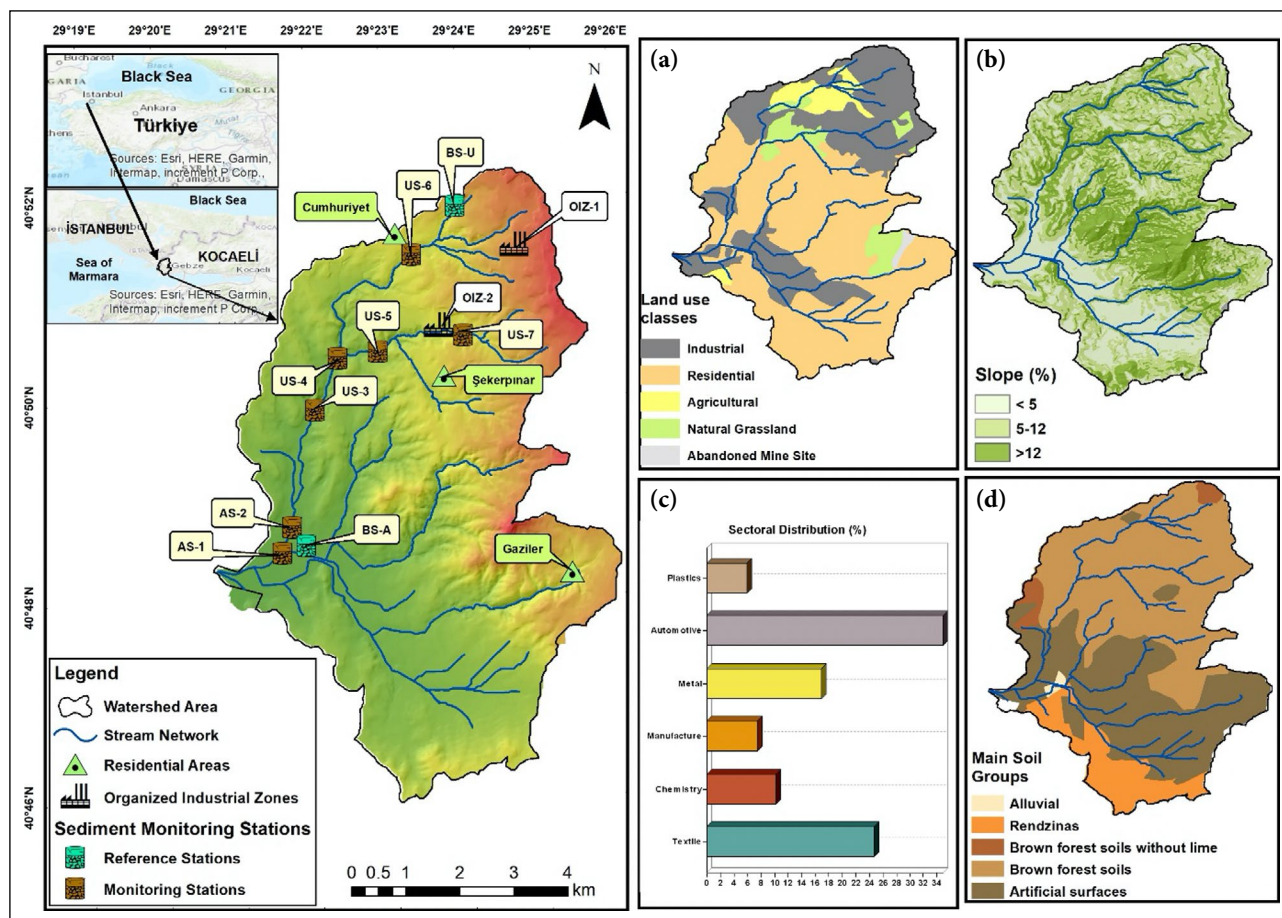 29°19'E 29°20'E 29°21'E 29°22'E 29°23'E 29°24'E 29°25'E 29°26'E
40°52'N
40°50'N
40°48'N
40°46'N
Bucharest
Black Sea
GARIA
Istanbul
GEORGIA
Ankara
Türkiye
Athens
Sources: Esri, HERE, Garmin,
Intermap, increment P Corp.,
SYRIA
Damascus
Black Sea
İSTANBUL
KOCAELİ
Sea of
Marmara
Gebze
Kocaeli
Sources: Esri, HERE, Garmin,
Intermap, increment P Corp.,
N
BS-U
US-6
Cumhuriyet
OIZ-1
OIZ-2
US-5
US-7
US-4
Şekerpınar
US-3
AS-2
BS-A
AS-1
Gaziler
Legend
Watershed Area
Stream Network
Residential Areas
Organized Industrial Zones
Sediment Monitoring Stations
Reference Stations
Monitoring Stations
0 0.5 1 2 3 4
km
(a)
Land use
classes
Industrial
Residential
Agricultural
Natural Grassland
Abandoned Mine Site
(b)
Slope (%)
< 5
5-12
>12
(c)
Sectoral Distribution (%)
Plastics
Automotive
Metal
Manufacture
Chemistry
Textile
0 2 4 6 8 10 12 14 16 18 20 22 24 26 28 30 32 34
(d)
Main Soil
Groups
Alluvial
Rendzinas
Brown forest soils without lime
Brown forest soils
Artificial surfaces